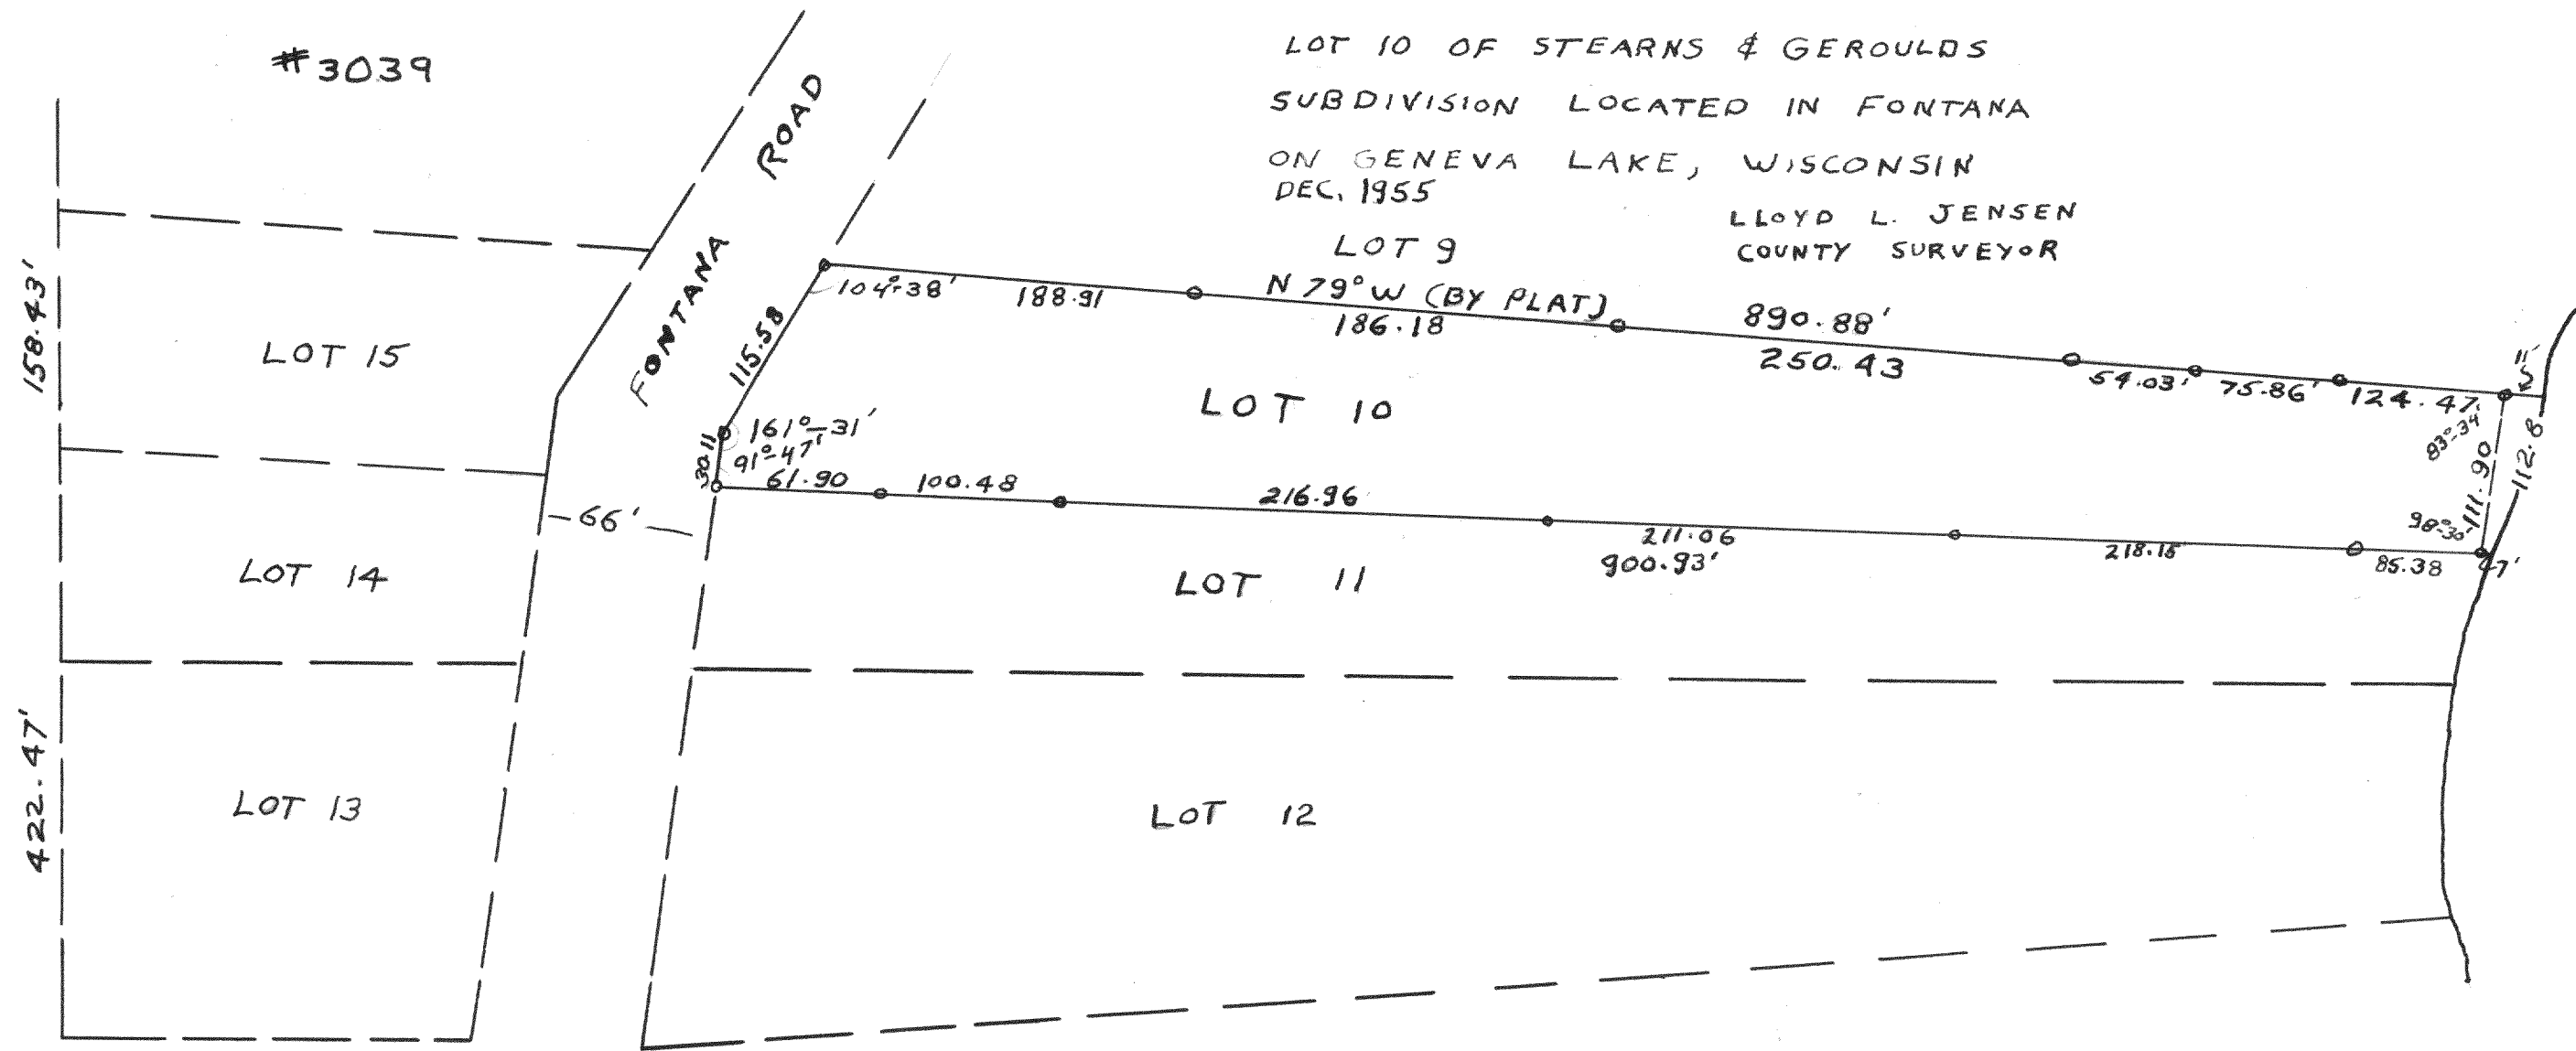 #3039
LOT 10 OF STEARNS & GEROULDS
SUBDIVISION LOCATED IN FONTANA
ON GENEVA LAKE, WISCONSIN
DEC. 1955
LLOYD L. JENSEN
COUNTY SURVEYOR
FONTANA ROAD
LOT 9
N 79° W (BY PLAT)
890.88'
104°-38'
188.91
186.18
250.43
54.03'
75.86'
124.47
11'
115.58
30.11
161°-31'
91°-47'
LOT 10
83°-34'
111.90
112.8
98°-30'
61.90
100.48
216.96
211.06
900.93'
218.15
85.38
158.43'
LOT 15
66'
LOT 14
LOT 11
422.47'
LOT 13
LOT 12